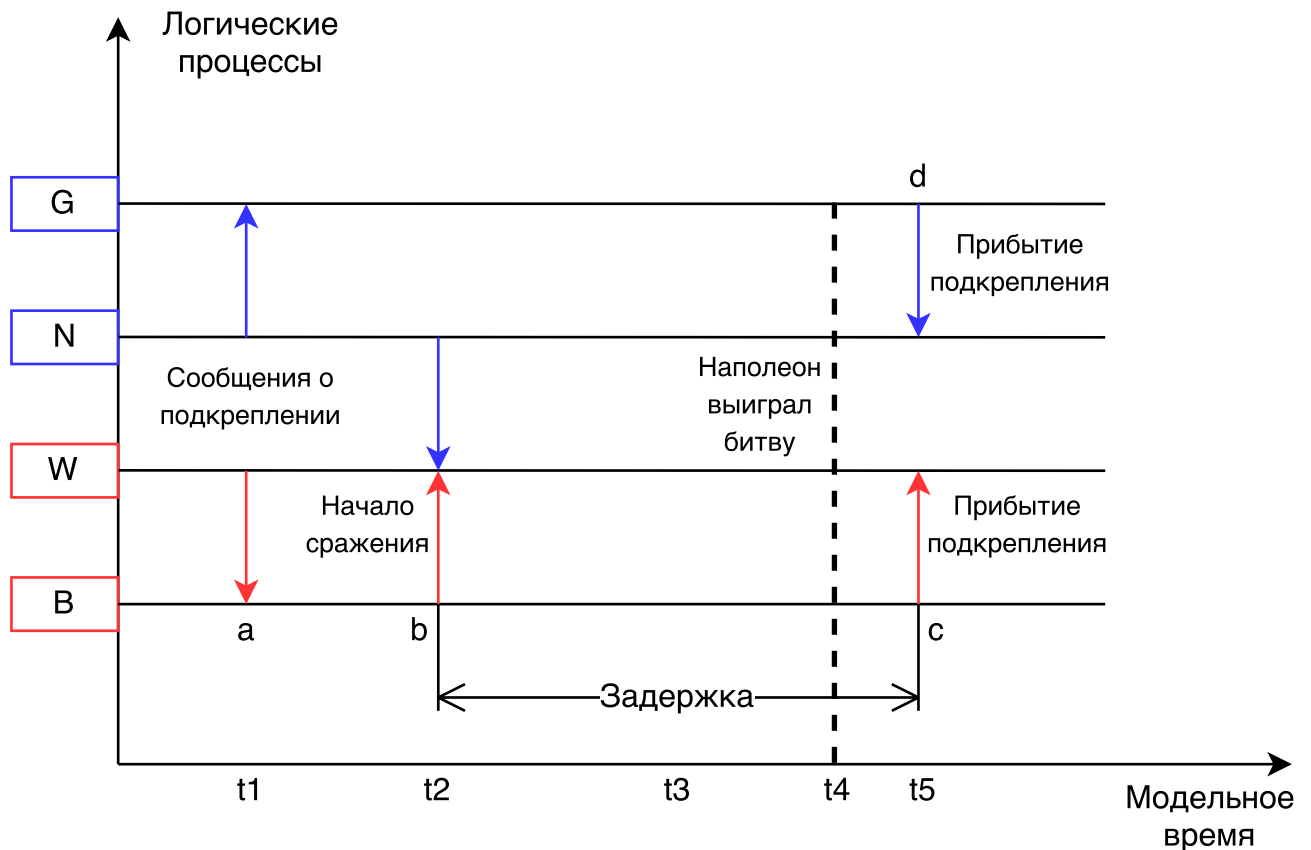 Логические
процессы
G
d
Прибытие
подкрепления
N
Сообщения о
подкреплении
Наполеон
выиграл
битву
W
Начало
сражения
Прибытие
подкрепления
B
a
b
c
Задержка
t1
t2
t3
t4
t5
Модельное
время